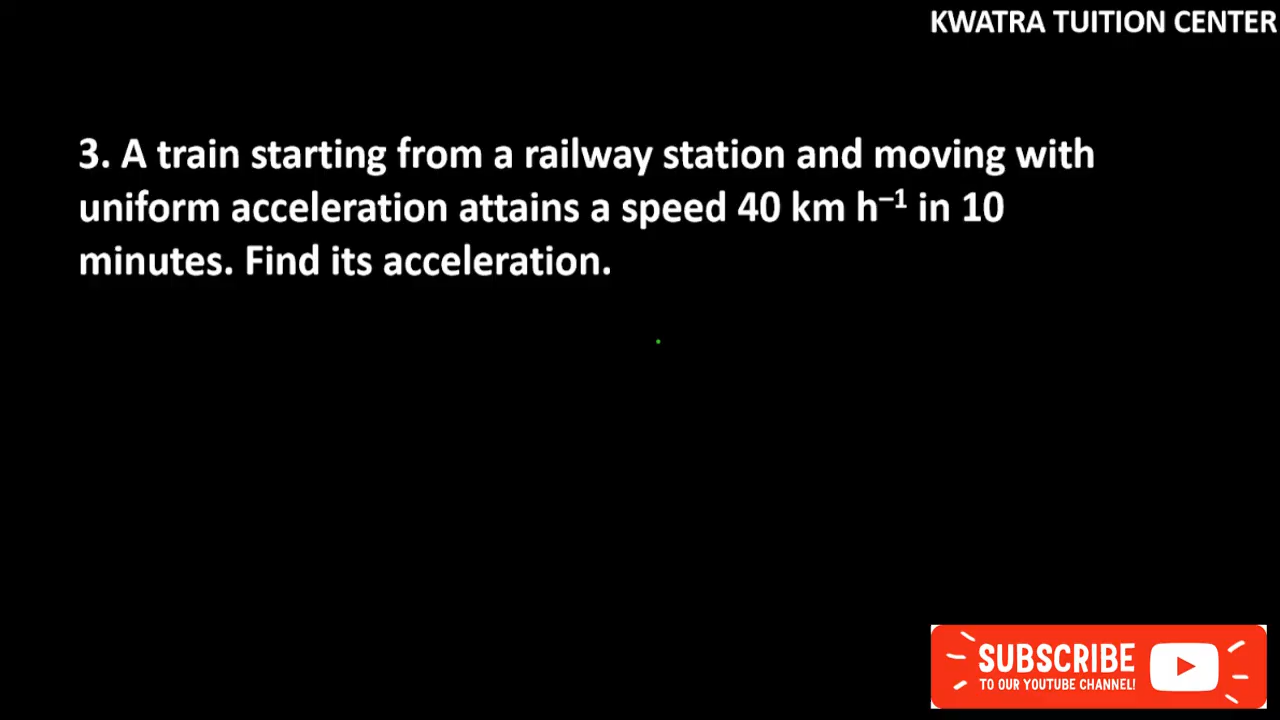 KWATRA TUITION CENTER
3. A train starting from a railway station and moving with
uniform acceleration attains a speed 40 km h⁻¹ in 10
minutes. Find its acceleration.
SUBSCRIBE
TO OUR YOUTUBE CHANNEL!